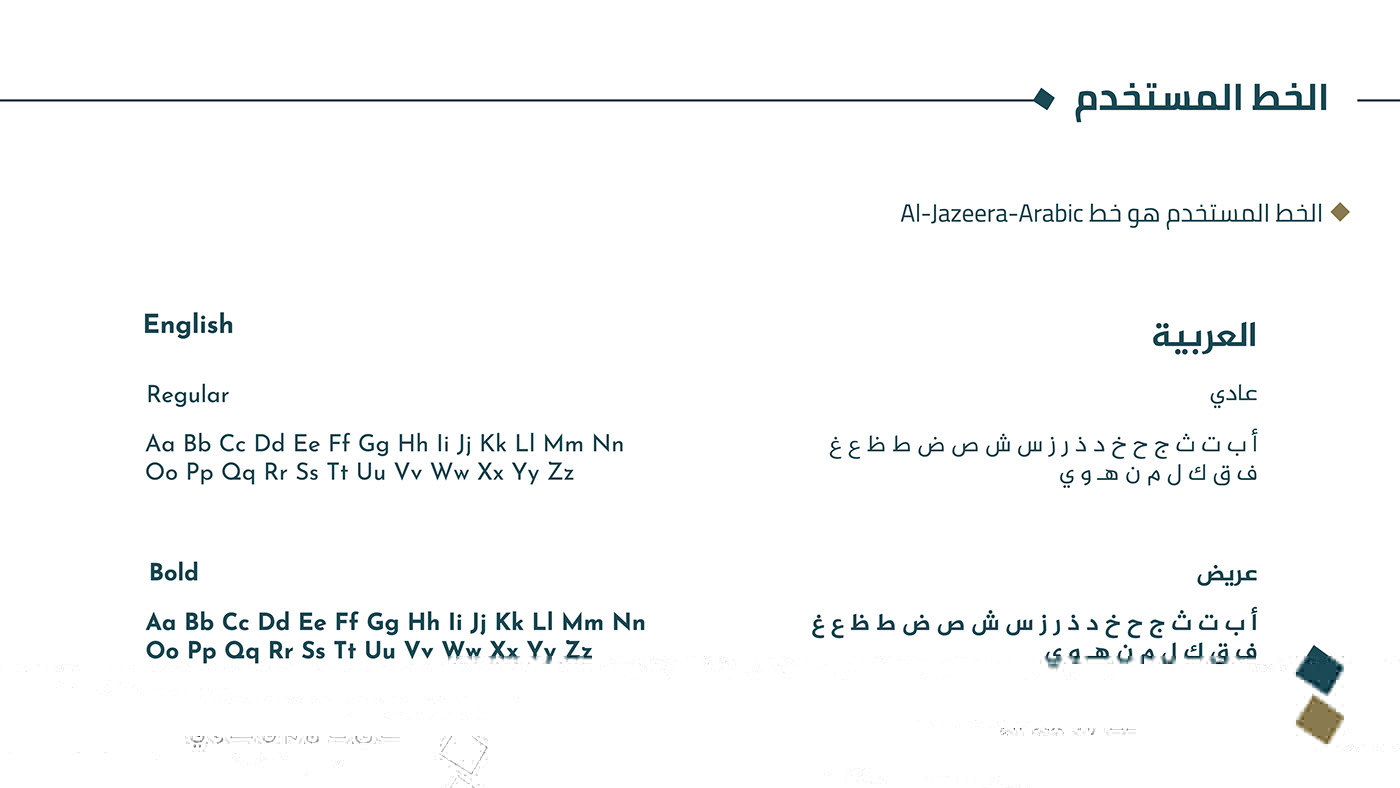 الخط المستخدم
الخط المستخدم هو خط Al-Jazeera-Arabic
العربية
عادي
أ ب ت ث ج ح خ د ذ ر ز س ش ص ض ط ظ ع غ
ف ق ك ل م ن هـ و ي
عريض
أ ب ت ث ج ح خ د ذ ر ز س ش ص ض ط ظ ع غ
ف ق ك ل م ن هـ و ي
English
Regular
Aa Bb Cc Dd Ee Ff Gg Hh Ii Jj Kk Ll Mm Nn
Oo Pp Qq Rr Ss Tt Uu Vv Ww Xx Yy Zz
Bold
Aa Bb Cc Dd Ee Ff Gg Hh Ii Jj Kk Ll Mm Nn
Oo Pp Qq Rr Ss Tt Uu Vv Ww Xx Yy Zz